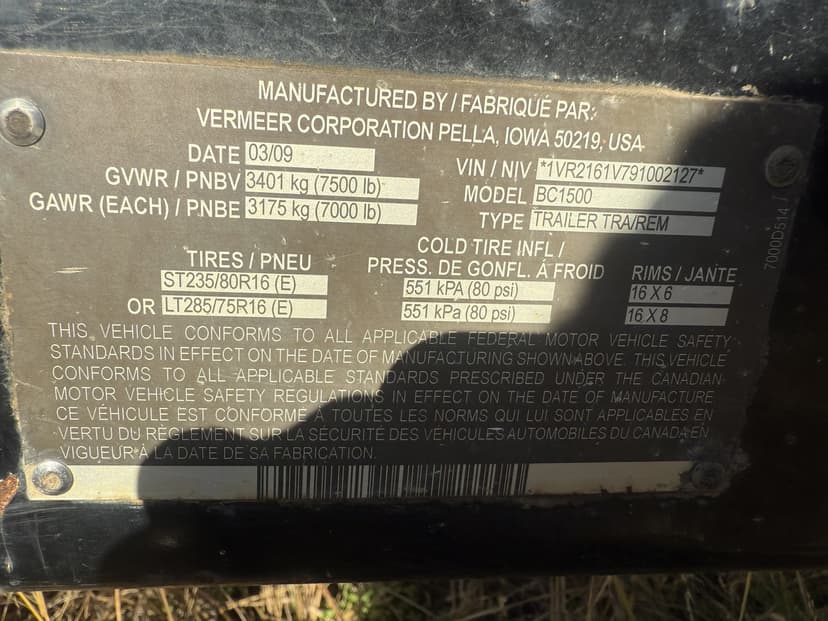 MANUFACTURED BY / FABRIQUÉ PAR:
VERMEER CORPORATION PELLA, IOWA 50219, USA
DATE 03/09
VIN / NIV *1VR2161V791002127*
GVWR / PNBV 3401 kg (7500 lb)
MODEL BC1500
GAWR (EACH) / PNBE 3175 kg (7000 lb)
TYPE TRAILER TRA/REM
TIRES / PNEU
COLD TIRE INFL /
PRESS. DE GONFL. À FROID
RIMS / JANTE
ST235/80R16 (E) 551 kPA (80 psi) 16 X 6
OR LT285/75R16 (E) 551 kPa (80 psi) 16 X 8
THIS VEHICLE CONFORMS TO ALL APPLICABLE FEDERAL MOTOR VEHICLE SAFETY
STANDARDS IN EFFECT ON THE DATE OF MANUFACTURING SHOWN ABOVE. THIS VEHICLE
CONFORMS TO ALL APPLICABLE STANDARDS PRESCRIBED UNDER THE CANADIAN
MOTOR VEHICLE SAFETY REGULATIONS IN EFFECT ON THE DATE OF MANUFACTURE
CE VÉHICULE EST CONFORME À TOUTES LES NORMS QUI LUI SONT APPLICABLES EN
VERTU DU RÈGLEMENT SUR LA SÉCURITÉ DES VÉHICULES AUTOMOBILES DU CANADA EN
VIGUEUR À LA DATE DE SA FABRICATION.
7000D514 /